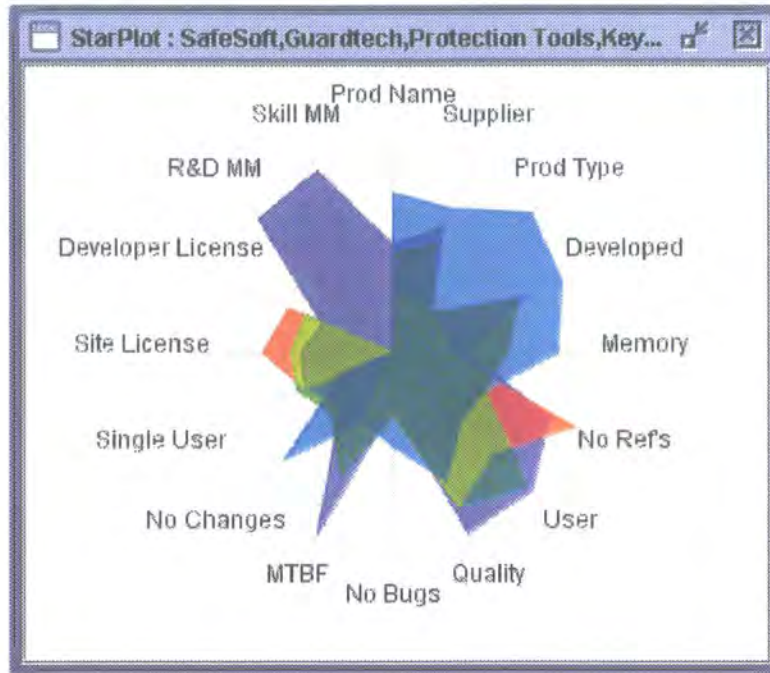 StarPlot : SafeSoft,Guardtech,Protection Tools,Key...
Prod Name
Skill MM
Supplier
R&D MM
Prod Type
Developer License
Developed
Site License
Memory
Single User
No Ref's
No Changes
User
MTBF
Quality
No Bugs